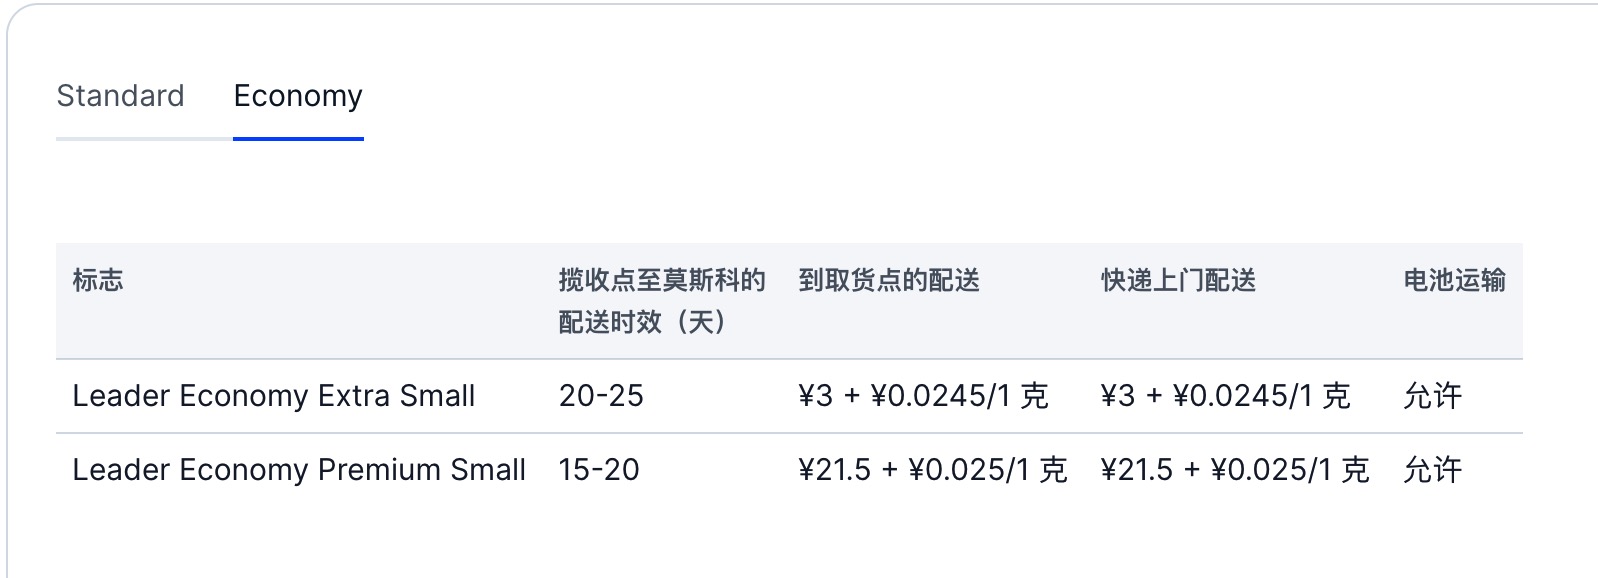 Standard Economy
标志 揽收点至莫斯科的 到取货点的配送 快递上门配送 电池运输
配送时效（天）
Leader Economy Extra Small 20-25 ¥3 + ¥0.0245/1 克 ¥3 + ¥0.0245/1 克 允许
Leader Economy Premium Small 15-20 ¥21.5 + ¥0.025/1 克 ¥21.5 + ¥0.025/1 克 允许